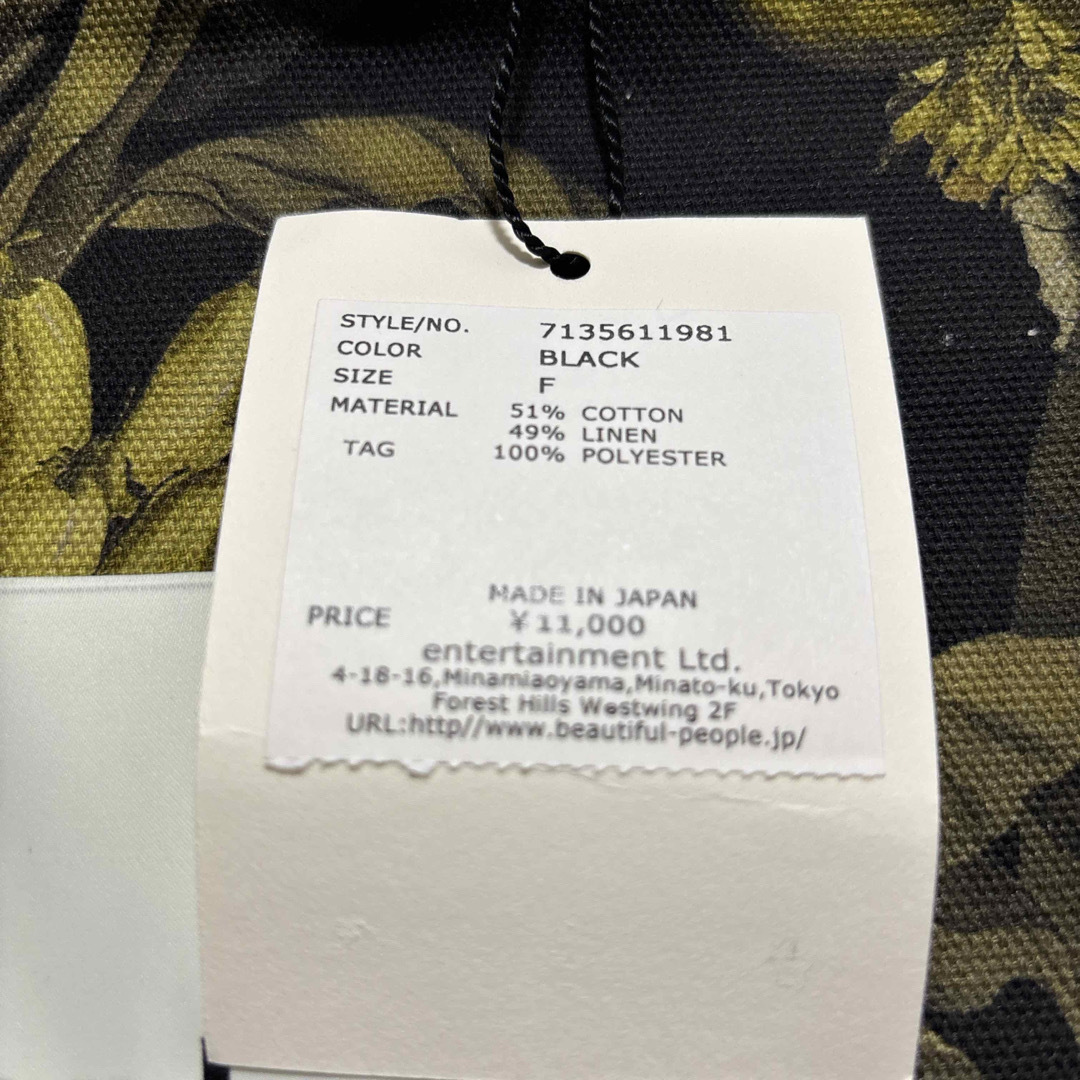 STYLE/NO. 7135611981
COLOR BLACK
SIZE F
MATERIAL 51% COTTON
49% LINEN
TAG 100% POLYESTER
MADE IN JAPAN
PRICE ¥11,000
entertainment Ltd.
4-18-16,Minamiaoyama,Minato-ku,Tokyo
Forest Hills Westwing 2F
URL:http//www.beautiful-people.jp/